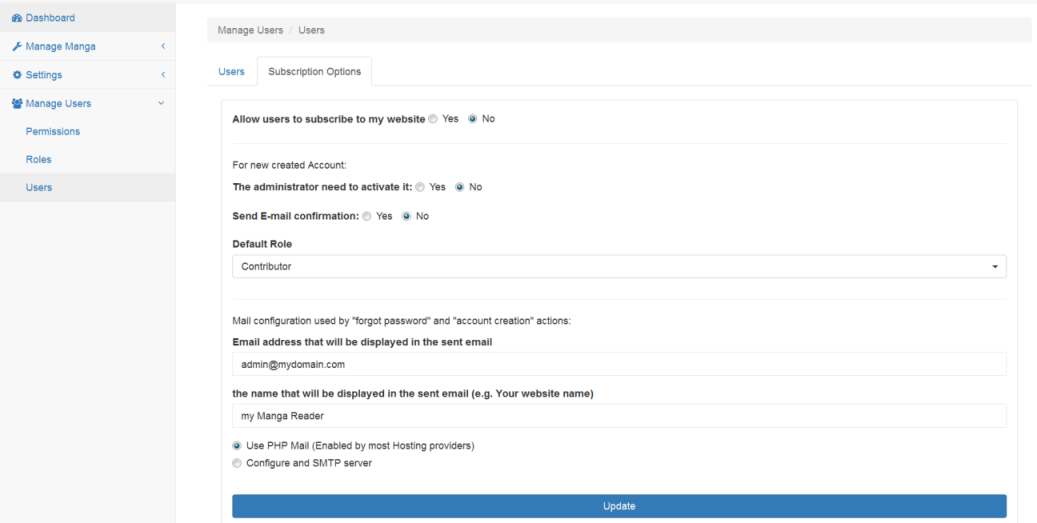 Dashboard
Manage Manga
Settings
Manage Users
Permissions
Roles
Users
Manage Users / Users
Users Subscription Options
Allow users to subscribe to my website Yes No
For new created Account:
The administrator need to activate it: Yes No
Send E-mail confirmation: Yes No
Default Role
Contributor
Mail configuration used by "forgot password" and "account creation" actions:
Email address that will be displayed in the sent email
admin@mydomain.com
the name that will be displayed in the sent email (e.g. Your website name)
my Manga Reader
Use PHP Mail (Enabled by most Hosting providers)
Configure and SMTP server
Update